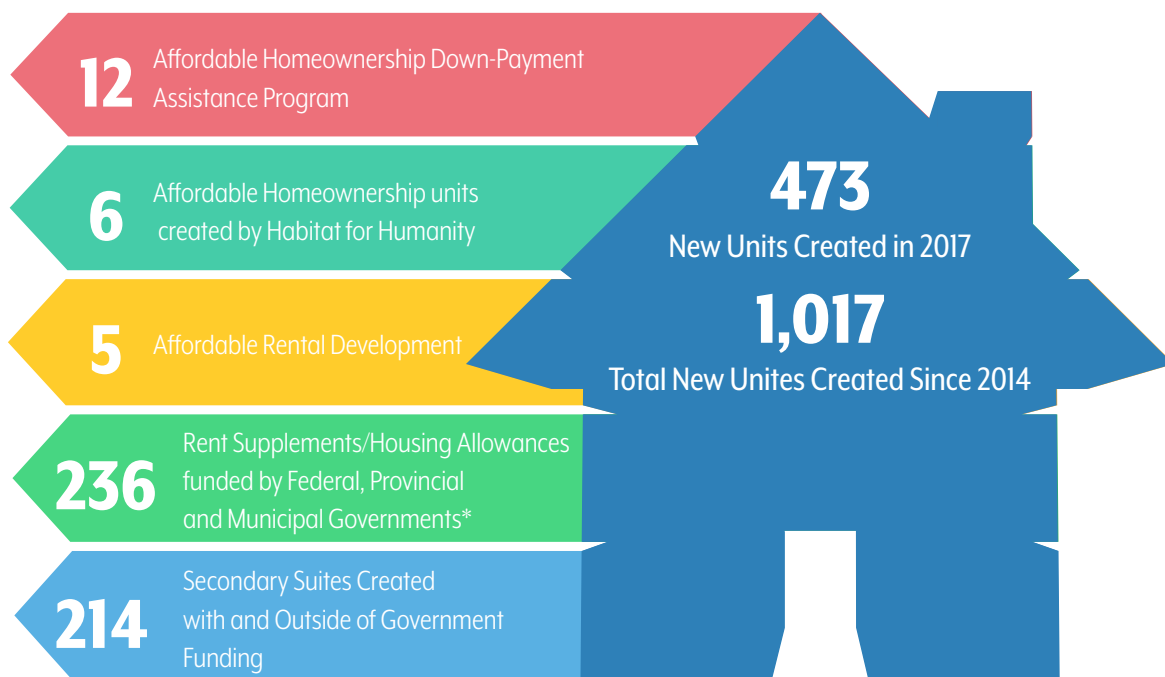 12
Affordable Homeownership Down-Payment
Assistance Program
6
Affordable Homeownership units
created by Habitat for Humanity
5
Affordable Rental Development
236
Rent Supplements/Housing Allowances
funded by Federal, Provincial
and Municipal Governments*
214
Secondary Suites Created
with and Outside of Government
Funding
473
New Units Created in 2017
1,017
Total New Unites Created Since 2014